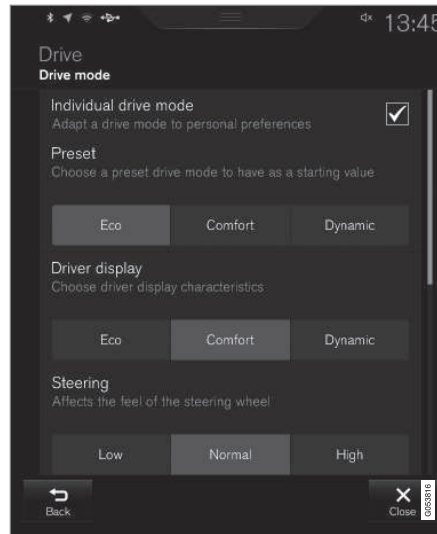 13:45
Drive
Drive mode
Individual drive mode
Adapt a drive mode to personal preferences
Preset
Choose a preset drive mode to have as a starting value
Eco Comfort Dynamic
Driver display
Choose driver display characteristics
Eco Comfort Dynamic
Steering
Affects the feel of the steering wheel
Low Normal High
Back Close
G053816